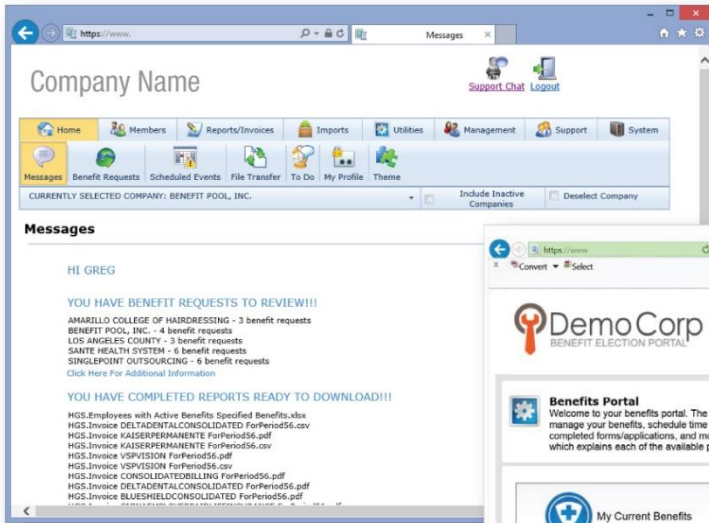 https://www.
Messages
Company Name
Support Chat Logout
Home Members Reports/Invoices Imports Utilities Management Support System
Messages Benefit Requests Scheduled Events File Transfer To Do My Profile Theme
CURRENTLY SELECTED COMPANY: BENEFIT POOL, INC. Include Inactive Companies Deselect Company
Messages
HI GREG
YOU HAVE BENEFIT REQUESTS TO REVIEW!!!
AMARILLO COLLEGE OF HAIRDRESSING - 3 benefit requests
BENEFIT POOL, INC. - 4 benefit requests
LOS ANGELES COUNTY - 3 benefit requests
SANTE HEALTH SYSTEM - 6 benefit requests
SINGLEPOINT OUTSOURCING - 6 benefit requests
Click Here For Additional Information
YOU HAVE COMPLETED REPORTS READY TO DOWNLOAD!!!
HGS.Employees with Active Benefits Specified Benefits.xlsx
HGS.Invoice DELTADENTALCONSOLIDATED ForPeriod56.csv
HGS.Invoice KAISERPERMANENTE ForPeriod56.pdf
HGS.Invoice KAISERPERMANENTE ForPeriod56.csv
HGS.Invoice VSPVISION ForPeriod56.pdf
HGS.Invoice VSPVISION ForPeriod56.csv
HGS.Invoice CONSOLIDATEDBILLING ForPeriod56.pdf
HGS.Invoice DELTADENTALCONSOLIDATED ForPeriod56.pdf
HGS.Invoice BLUESHIELDCONSOLIDATED ForPeriod56.pdf
https://www
x Convert Select
DemoCorp
BENEFIT ELECTION PORTAL
Benefits Portal
Welcome to your benefits portal. The
manage your benefits, schedule time
completed forms/applications, and mo
which explains each of the available p
My Current Benefits